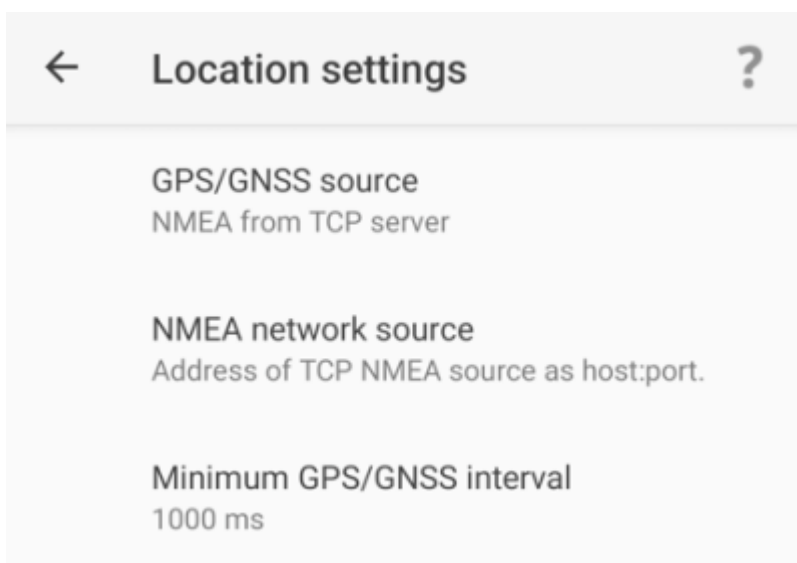 Location settings ?
GPS/GNSS source
NMEA from TCP server
NMEA network source
Address of TCP NMEA source as host:port.
Minimum GPS/GNSS interval
1000 ms